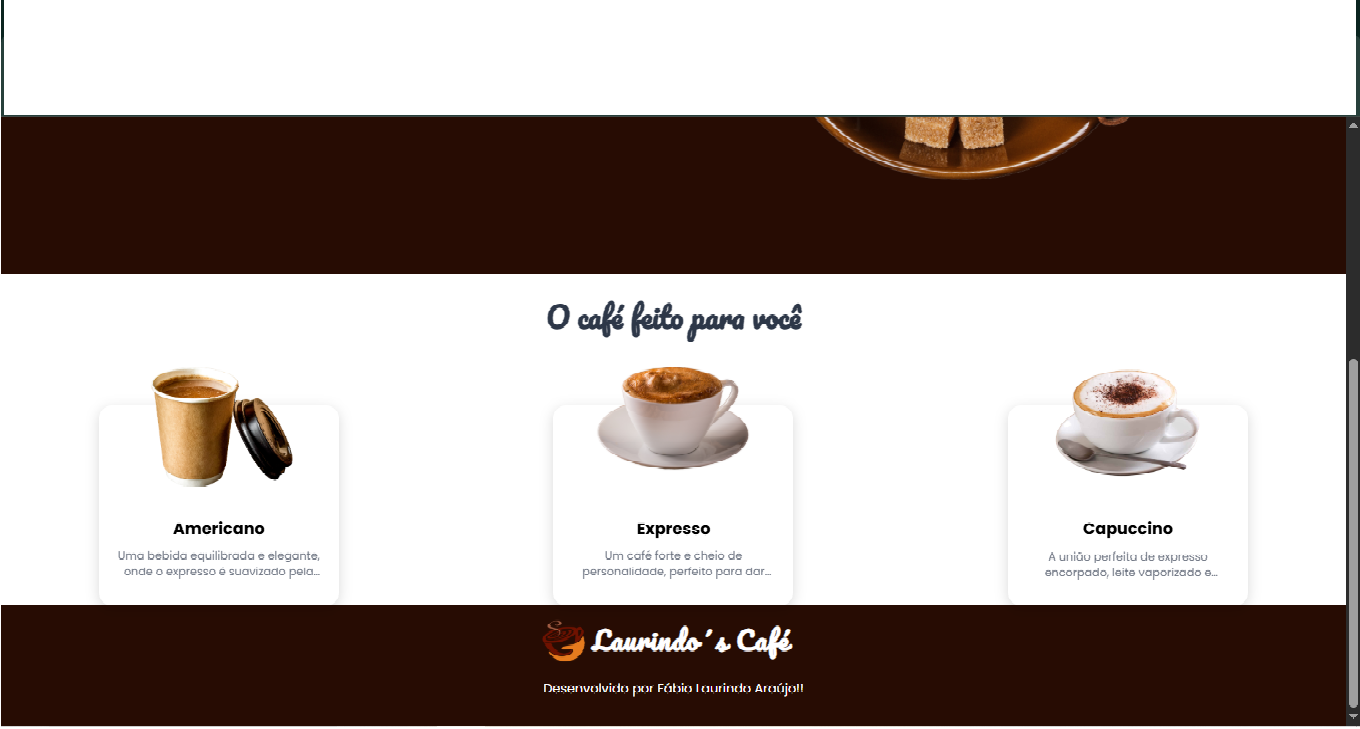 O café feito para você
Americano
Uma bebida equilibrada e elegante,
onde o expresso é suavizado pela...
Expresso
Um café forte e cheio de
personalidade, perfeito para dar...
Capuccino
A união perfeita de expresso
encorpado, leite vaporizado e...
Laurindo´s Café
Desenvolvido por Fábio Laurindo Araújo!!